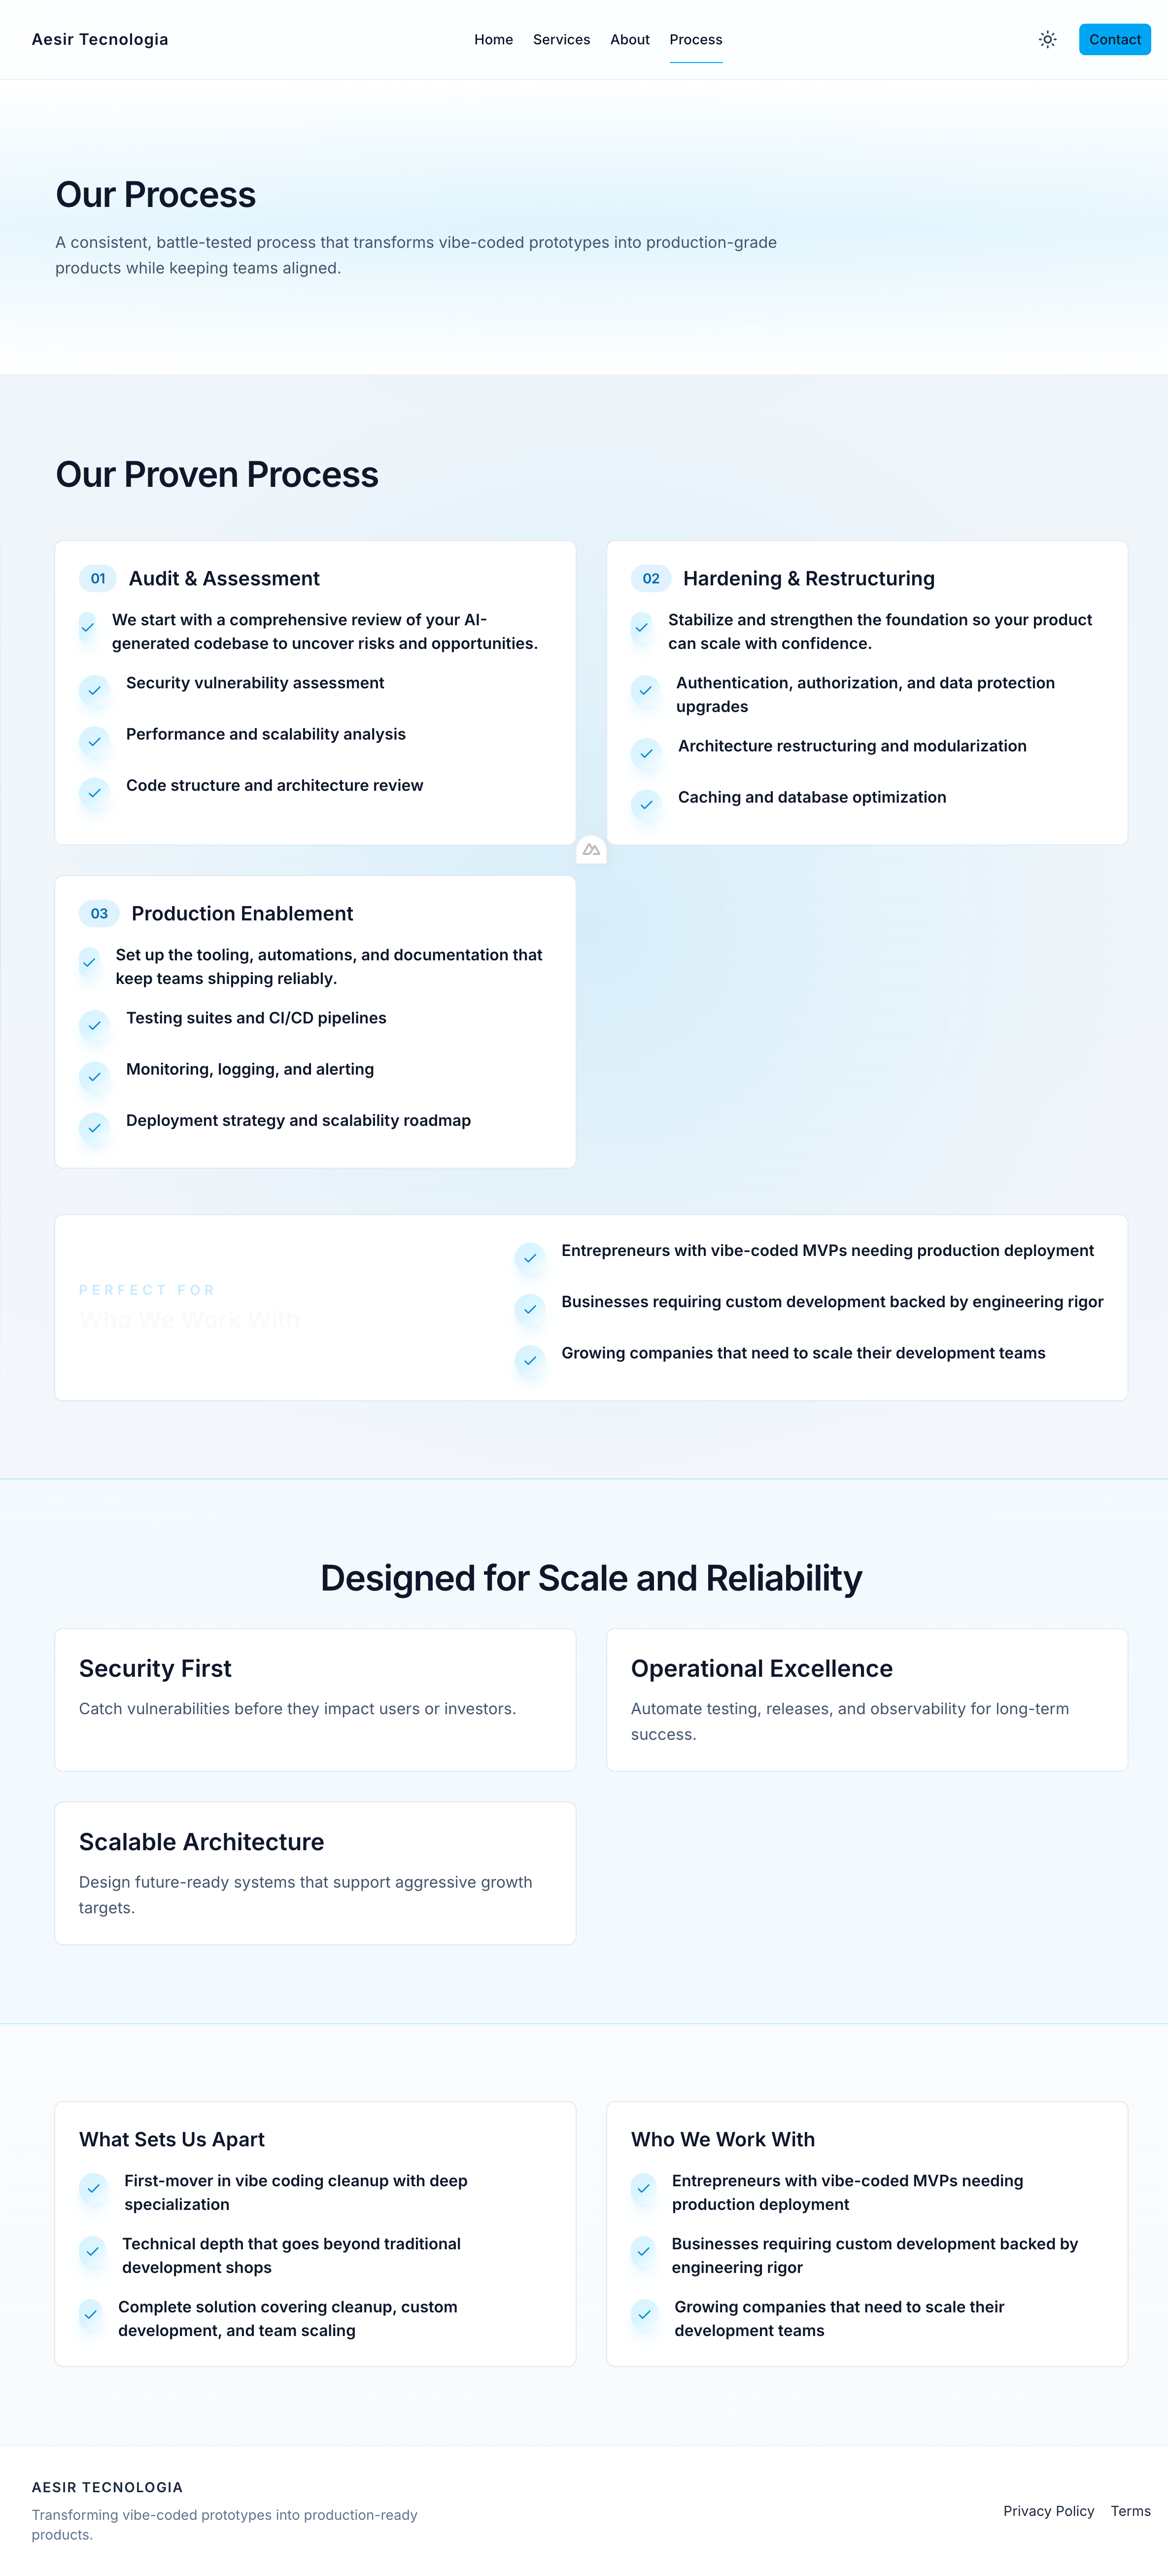 Aesir Tecnologia
Home Services About Process
Contact
Our Process
A consistent, battle-tested process that transforms vibe-coded prototypes into production-grade
products while keeping teams aligned.
Our Proven Process
01 Audit & Assessment
We start with a comprehensive review of your AI-
generated codebase to uncover risks and opportunities.
Security vulnerability assessment
Performance and scalability analysis
Code structure and architecture review
02 Hardening & Restructuring
Stabilize and strengthen the foundation so your product
can scale with confidence.
Authentication, authorization, and data protection
upgrades
Architecture restructuring and modularization
Caching and database optimization
03 Production Enablement
Set up the tooling, automations, and documentation that
keep teams shipping reliably.
Testing suites and CI/CD pipelines
Monitoring, logging, and alerting
Deployment strategy and scalability roadmap
PERFECT FOR
Who We Work With
Entrepreneurs with vibe-coded MVPs needing production deployment
Businesses requiring custom development backed by engineering rigor
Growing companies that need to scale their development teams
Designed for Scale and Reliability
Security First
Catch vulnerabilities before they impact users or investors.
Operational Excellence
Automate testing, releases, and observability for long-term
success.
Scalable Architecture
Design future-ready systems that support aggressive growth
targets.
What Sets Us Apart
First-mover in vibe coding cleanup with deep
specialization
Technical depth that goes beyond traditional
development shops
Complete solution covering cleanup, custom
development, and team scaling
Who We Work With
Entrepreneurs with vibe-coded MVPs needing
production deployment
Businesses requiring custom development backed by
engineering rigor
Growing companies that need to scale their
development teams
AESIR TECNOLOGIA
Transforming vibe-coded prototypes into production-ready
products.
Privacy Policy Terms